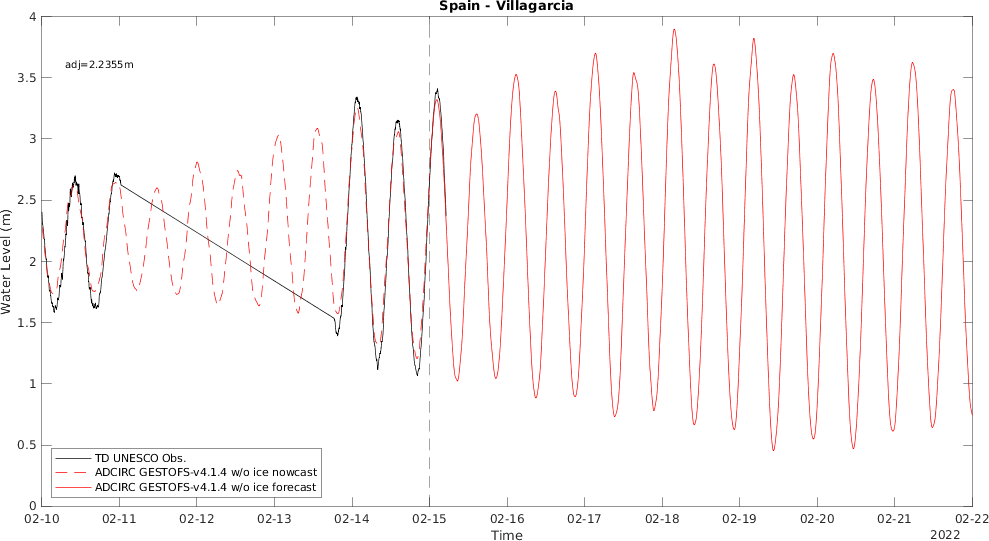 Spain - Villagarcia
adj=2.2355m
Water Level (m)
4
3.5
3
2.5
2
1.5
1
0.5
0
TD UNESCO Obs.
ADCIRC GESTOFS-v4.1.4 w/o ice nowcast
ADCIRC GESTOFS-v4.1.4 w/o ice forecast
02-10 02-11 02-12 02-13 02-14 02-15 02-16 02-17 02-18 02-19 02-20 02-21 02-22
Time
2022